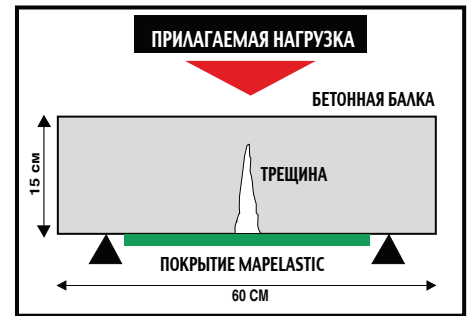 ПРИЛАГАЕМАЯ НАГРУЗКА
БЕТОННАЯ БАЛКА
15 СМ
ТРЕЩИНА
ПОКРЫТИЕ MAPELASTIC
60 СМ